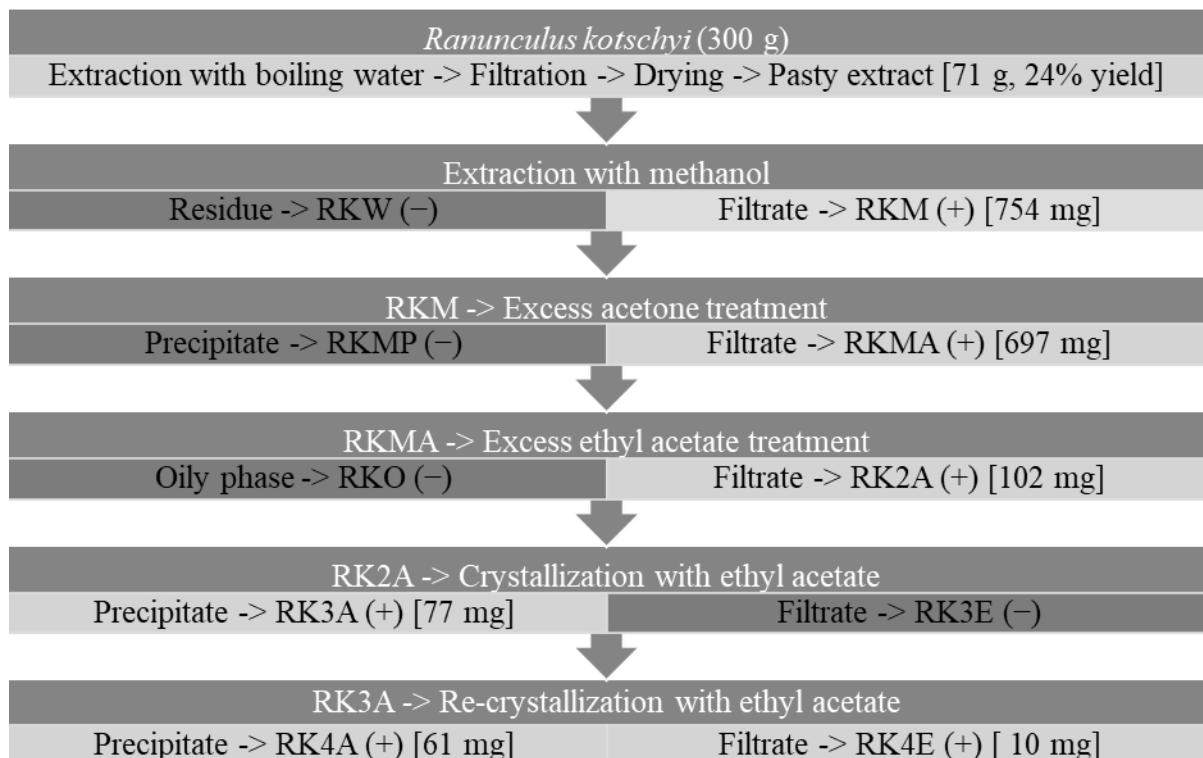 Ranunculus kotschyi (300 g)
Extraction with boiling water -> Filtration -> Drying -> Pasty extract [71 g, 24% yield]
Extraction with methanol
Residue -> RKW (−)
Filtrate -> RKM (+) [754 mg]
RKM -> Excess acetone treatment
Precipitate -> RKMP (−)
Filtrate -> RKMA (+) [697 mg]
RKMA -> Excess ethyl acetate treatment
Oily phase -> RKO (−)
Filtrate -> RK2A (+) [102 mg]
RK2A -> Crystallization with ethyl acetate
Precipitate -> RK3A (+) [77 mg]
Filtrate -> RK3E (−)
RK3A -> Re-crystallization with ethyl acetate
Precipitate -> RK4A (+) [61 mg]
Filtrate -> RK4E (+) [ 10 mg]